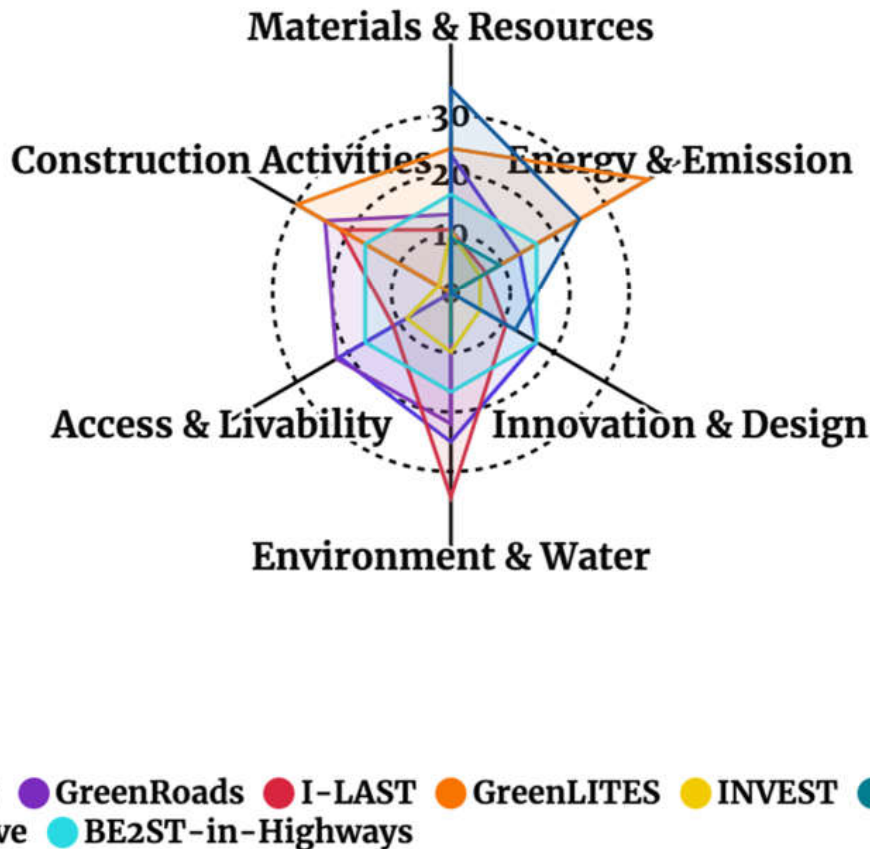 Materials & Resources
30
Construction Activities
Energy & Emission
20
10
Access & Livability
Innovation & Design
Environment & Water
GreenRoads I-LAST GreenLITES INVEST
ve BE2ST-in-Highways